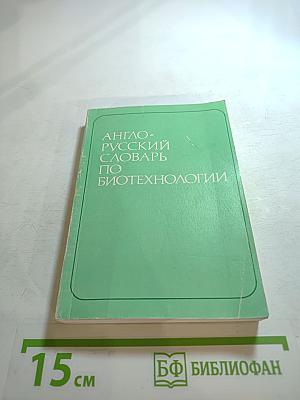 АНГЛО-
РУССКИЙ
СЛОВАРЬ
ПО
БИОТЕХНОЛОГИИ
15 СМ
БФ БИБЛИОФАН